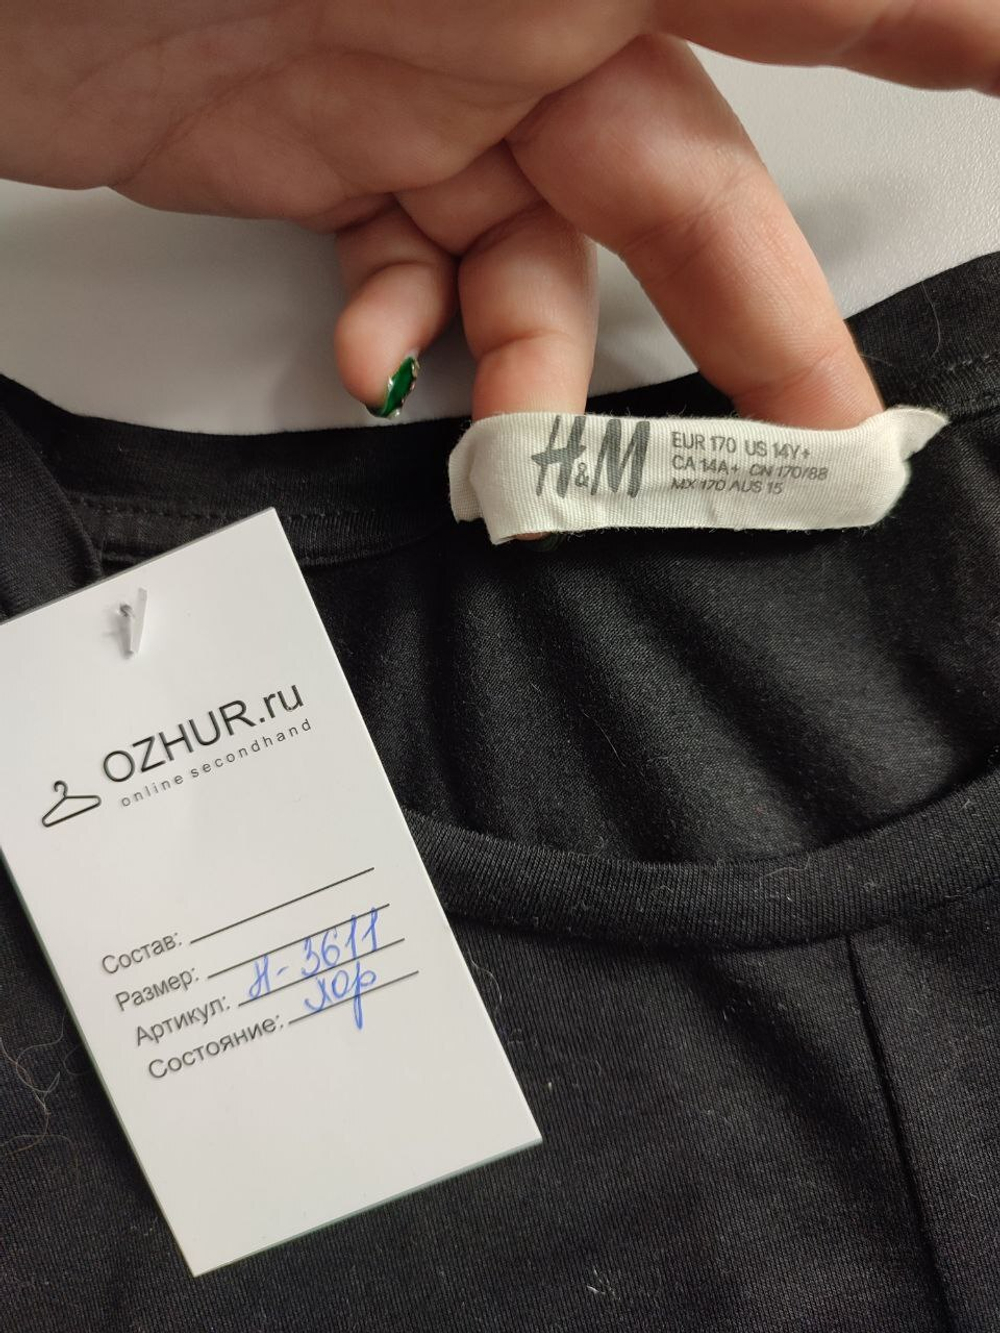 H&M
EUR 170 US 14Y+
CA 14A+ CN 170/88
MX 170 AUS 15
OZHUR.ru
online secondhand
Состав:
Размер:
Артикул: Н-3611
Состояние: хор